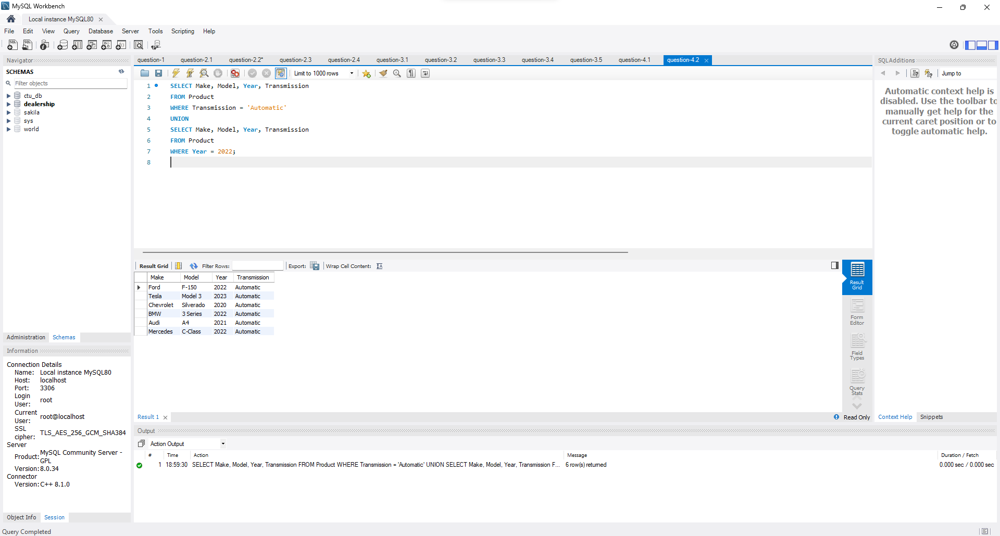 MySQL Workbench
Local instance MySQL80
File Edit View Query Database Server Tools Scripting Help
Navigator
SCHEMAS
Filter objects
ctu_db
dealership
sakila
sys
world
Administration Schemas
Information
Connection Details
Name: Local instance MySQL80
Host: localhost
Port: 3306
Login User: root
Current User: root@localhost
SSL cipher: TLS_AES_256_GCM_SHA384
Server
Product: MySQL Community Server - GPL
Version: 8.0.34
Connector
Version: C++ 8.1.0
Object Info Session
Query Completed
question-1 question-2.1 question-2.2* question-2.3 question-2.4 question-3.1 question-3.2 question-3.3 question-3.4 question-3.5 question-4.1 question-4.2
Limit to 1000 rows
1 SELECT Make, Model, Year, Transmission
2 FROM Product
3 WHERE Transmission = 'Automatic'
4 UNION
5 SELECT Make, Model, Year, Transmission
6 FROM Product
7 WHERE Year = 2022;
8
Result Grid Filter Rows: Export: Wrap Cell Content:
Make Model Year Transmission
Ford F-150 2022 Automatic
Tesla Model 3 2023 Automatic
Chevrolet Silverado 2020 Automatic
BMW 3 Series 2022 Automatic
Audi A4 2021 Automatic
Mercedes C-Class 2022 Automatic
Result Grid
Form Editor
Field Types
Query Stats
Result 1
Read Only
Output
Action Output
# Time Action Message Duration / Fetch
1 18:59:30 SELECT Make, Model, Year, Transmission FROM Product WHERE Transmission = 'Automatic' UNION SELECT Make, Model, Year, Transmission F... 6 row(s) returned 0.000 sec / 0.000 sec
SQLAdditions
Jump to
Automatic context help is
disabled. Use the toolbar to
manually get help for the
current caret position or to
toggle automatic help.
Context Help Snippets